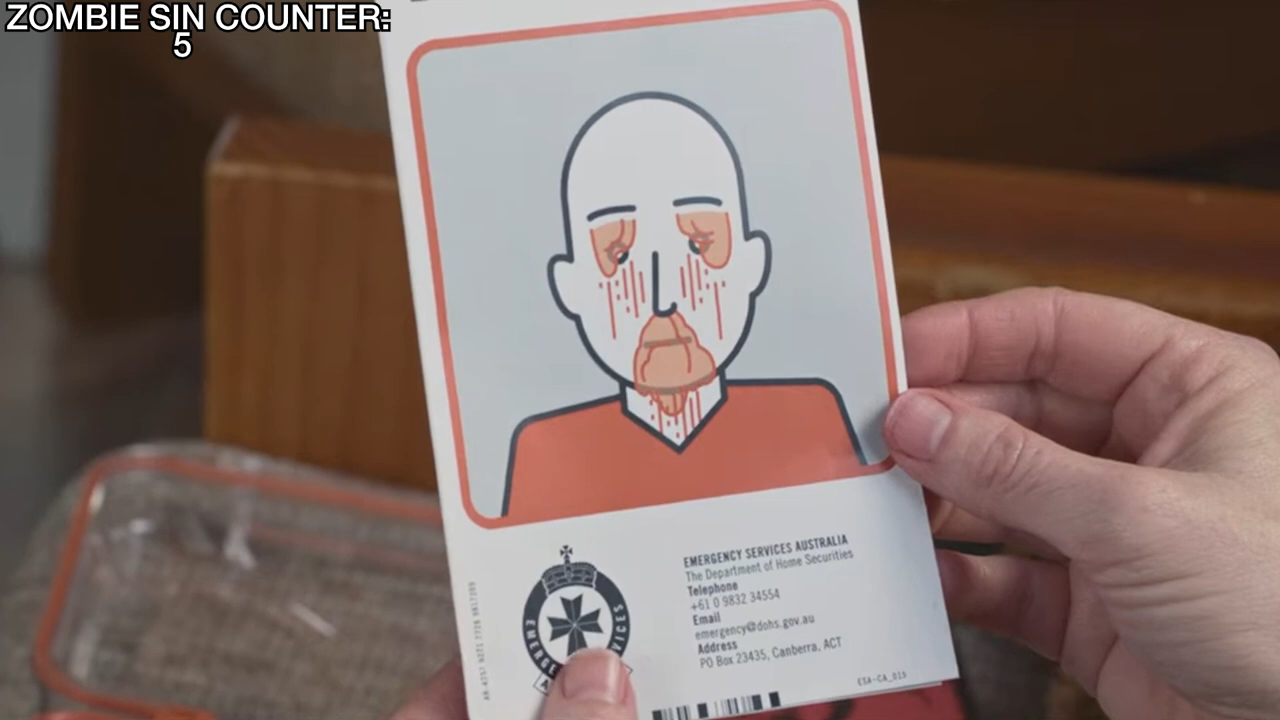 ZOMBIE SIN COUNTER:
5
EMERGENCY SERVICES AUSTRALIA
The Department of Home Securities
Telephone
+61 0 9832 34554
Email
emergency@dohs.gov.au
Address
PO Box 23435, Canberra, ACT
ESA-CA_015